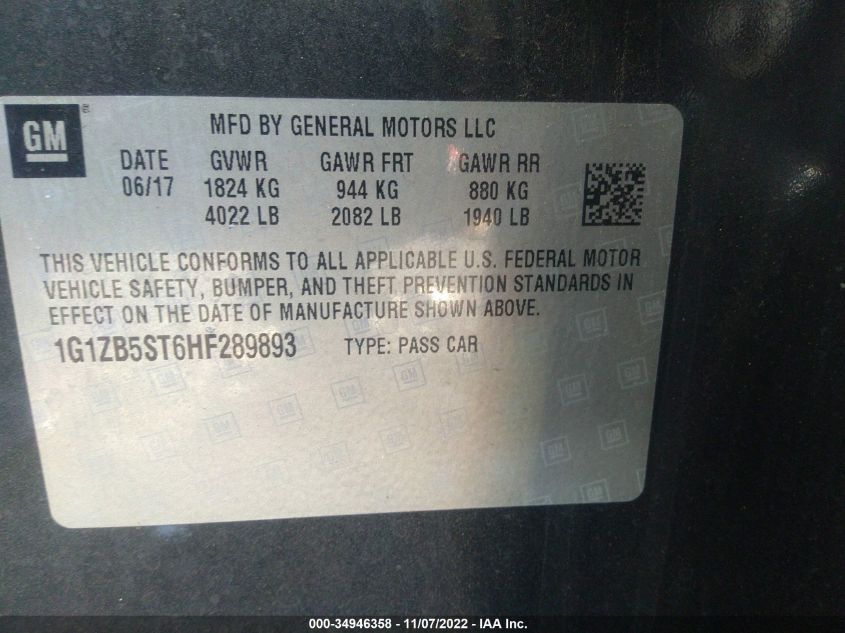 GM
MFD BY GENERAL MOTORS LLC
DATE GVWR GAWR FRT GAWR RR
06/17 1824 KG 944 KG 880 KG
4022 LB 2082 LB 1940 LB
THIS VEHICLE CONFORMS TO ALL APPLICABLE U.S. FEDERAL MOTOR
VEHICLE SAFETY, BUMPER, AND THEFT PREVENTION STANDARDS IN
EFFECT ON THE DATE OF MANUFACTURE SHOWN ABOVE.
1G1ZB5ST6HF289893 TYPE: PASS CAR
000-34946358 - 11/07/2022 - IAA Inc.